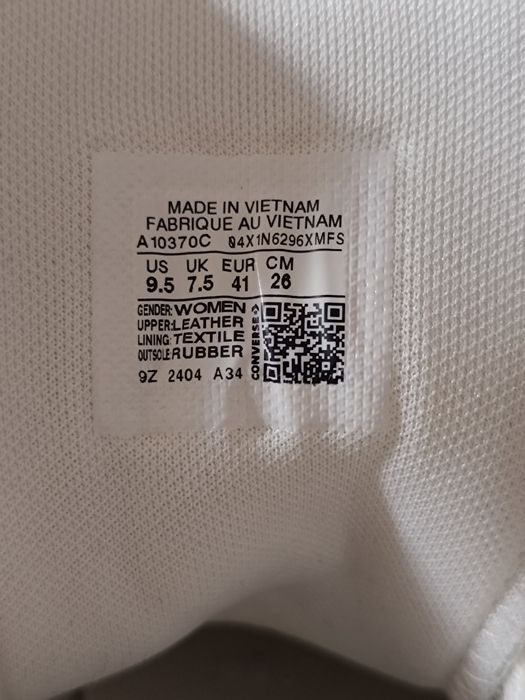 MADE IN VIETNAM
FABRIQUE AU VIETNAM
A10370C 04X1N6296XMFS
US UK EUR CM
9.5 7.5 41 26
GENDER: WOMEN
UPPER: LEATHER
LINING: TEXTILE
OUTSOLE RUBBER
CONVERSE
9Z 2404 A34